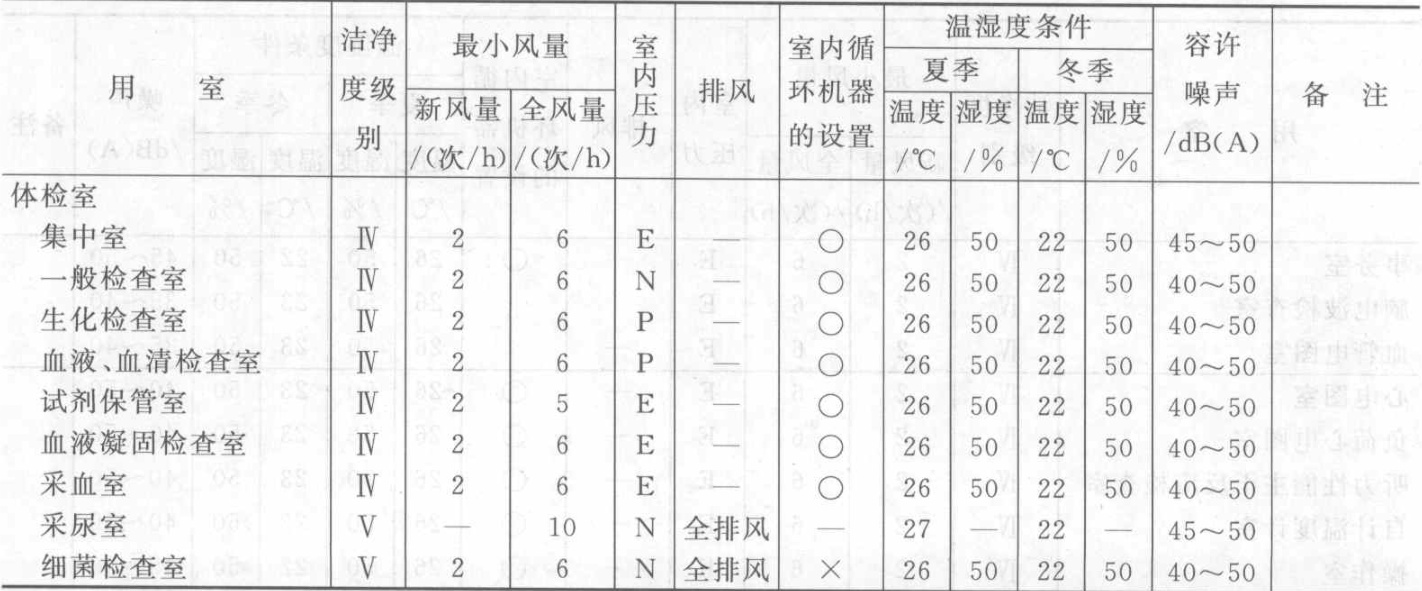 用 室 洁净度级别 最小风量 室内压力 排风 室内循环机器的设置 温湿度条件 容许噪声/dB(A) 备 注
新风量/(次/h) 全风量/(次/h) 夏季 冬季
温度/℃ 湿度/% 温度/℃ 湿度/%
体检室
集中室 Ⅳ 2 6 E — ○ 26 50 22 50 45～50
一般检查室 Ⅳ 2 6 N — ○ 26 50 22 50 40～50
生化检查室 Ⅳ 2 6 P — ○ 26 50 22 50 40～50
血液、血清检查室 Ⅳ 2 6 P — ○ 26 50 22 50 40～50
试剂保管室 Ⅳ 2 5 E — ○ 26 50 22 50 40～50
血液凝固检查室 Ⅳ 2 6 E — ○ 26 50 22 50 40～50
采血室 Ⅳ 2 6 E — ○ 26 50 22 50 40～50
采尿室 Ⅴ — 10 N 全排风 — 27 — 22 — 45～50
细菌检查室 Ⅴ 2 6 N 全排风 × 26 50 22 50 40～50